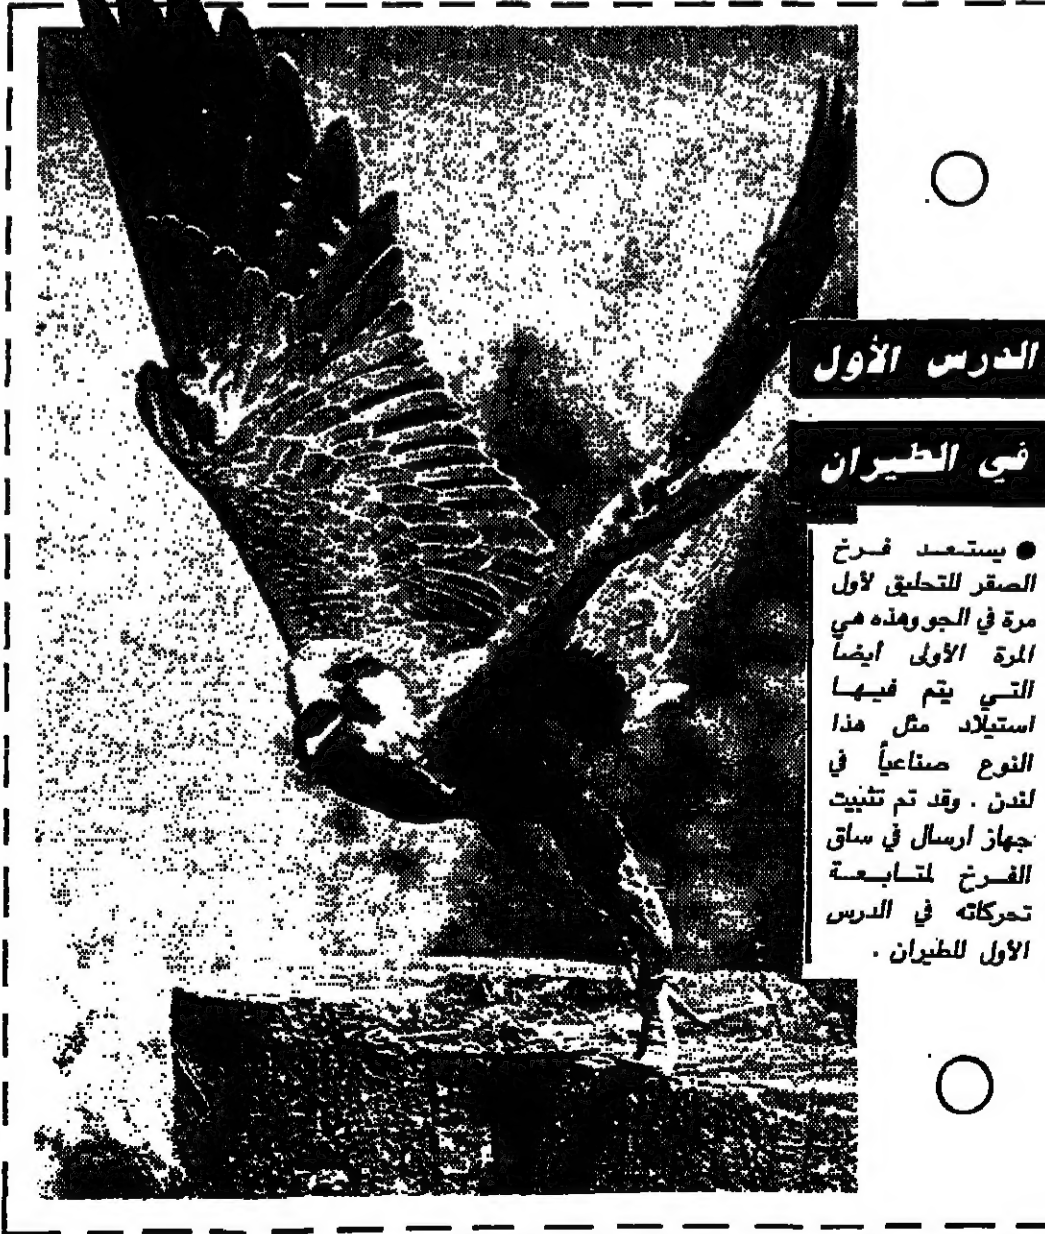 الدرس الأول
في الطيران
● يستعد فرخ
الصقر للتحليق لأول
مرة في الجو وهذه هي
المرة الأولى أيضاً
التي يتم فيها
استيلاد مثل هذا
النوع صناعياً في
لندن . وقد تم تثبيت
جهاز ارسال في ساق
الفرخ لمتابعة
تحركاته في الدرس
الأول للطيران .